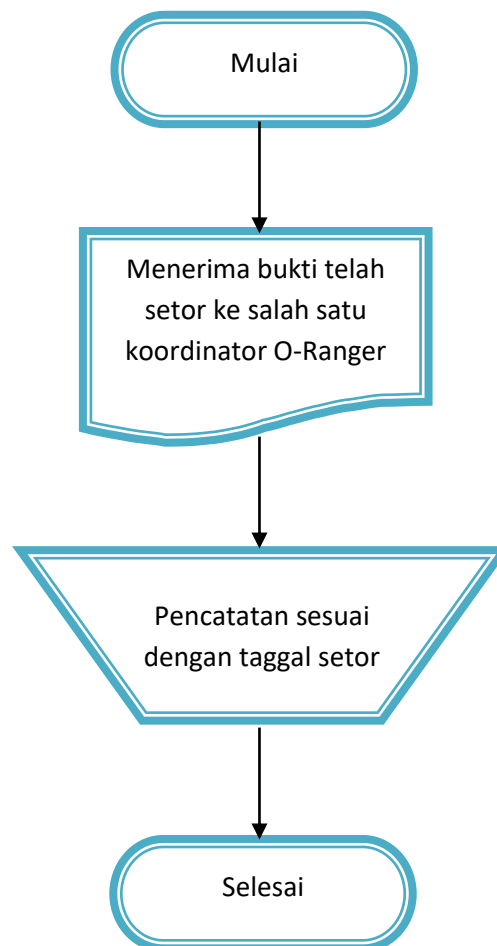 Mulai
Menerima bukti telah
setor ke salah satu
koordinator O-Ranger
Pencatatan sesuai
dengan taggal setor
Selesai